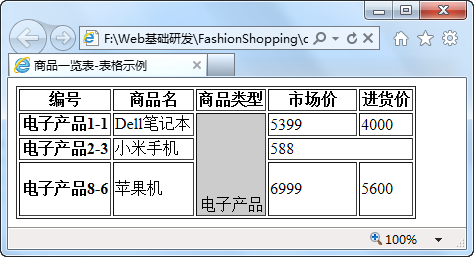 F:\Web基础研发\FashionShopping\c
商品一览表-表格示例
编号 商品名 商品类型 市场价 进货价
电子产品1-1 Dell笔记本 5399 4000
电子产品2-3 小米手机 588
电子产品8-6 苹果机 电子产品 6999 5600
100%